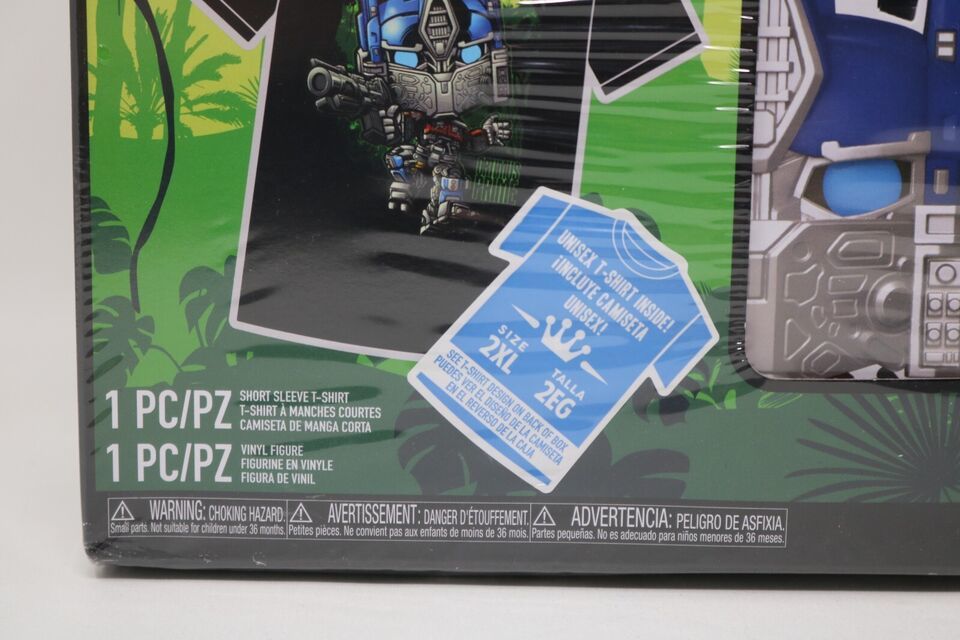 UNISEX T-SHIRT INSIDE!
¡INCLUYE CAMISETA
UNISEX!
SIZE
2XL
TALLA
2EG
SEE T-SHIRT DESIGN ON BACK OF BOX
PUEDES VER EL DISEÑO DE LA CAMISETA
EN EL REVERSO DE LA CAJA
1 PC/PZ
SHORT SLEEVE T-SHIRT
T-SHIRT À MANCHES COURTES
CAMISETA DE MANGA CORTA
1 PC/PZ
VINYL FIGURE
FIGURINE EN VINYLE
FIGURA DE VINIL
WARNING: CHOKING HAZARD.
Small parts. Not suitable for children under 36 months.
AVERTISSEMENT: DANGER D'ÉTOUFFEMENT.
Petites pièces. Ne convient pas aux enfants de moins de 36 mois.
ADVERTENCIA: PELIGRO DE ASFIXIA.
Partes pequeñas. No es adecuado para niños menores de 36 meses.